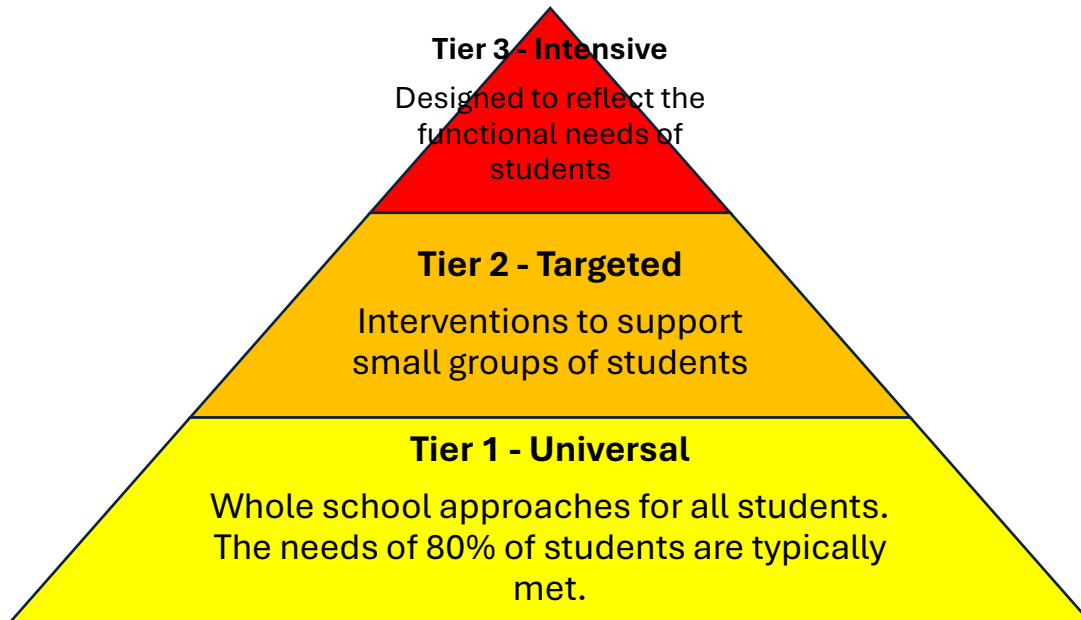 Tier 3 - Intensive
Designed to reflect the
functional needs of
students
Tier 2 - Targeted
Interventions to support
small groups of students
Tier 1 - Universal
Whole school approaches for all students.
The needs of 80% of students are typically
met.